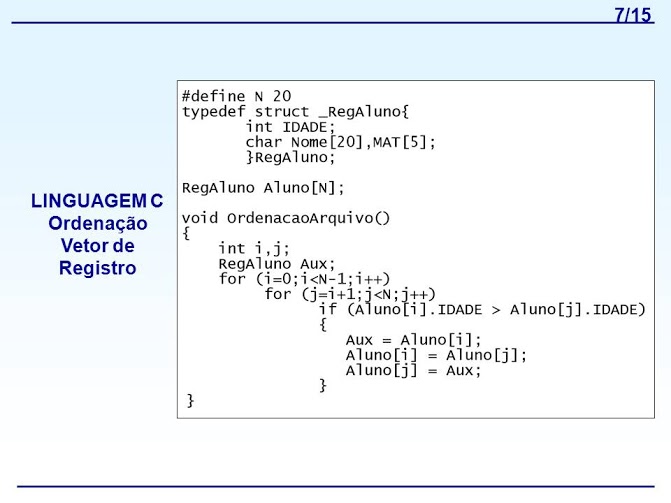 7/15
LINGUAGEM C
Ordenação
Vetor de
Registro
#define N 20
typedef struct _RegAluno{
int IDADE;
char Nome[20],MAT[5];
}RegAluno;
RegAluno Aluno[N];
void OrdenacaoArquivo()
{
int i,j;
RegAluno Aux;
for (i=0;i<N-1;i++)
for (j=i+1;j<N;j++)
if (Aluno[i].IDADE > Aluno[j].IDADE)
{
Aux = Aluno[i];
Aluno[i] = Aluno[j];
Aluno[j] = Aux;
}
}